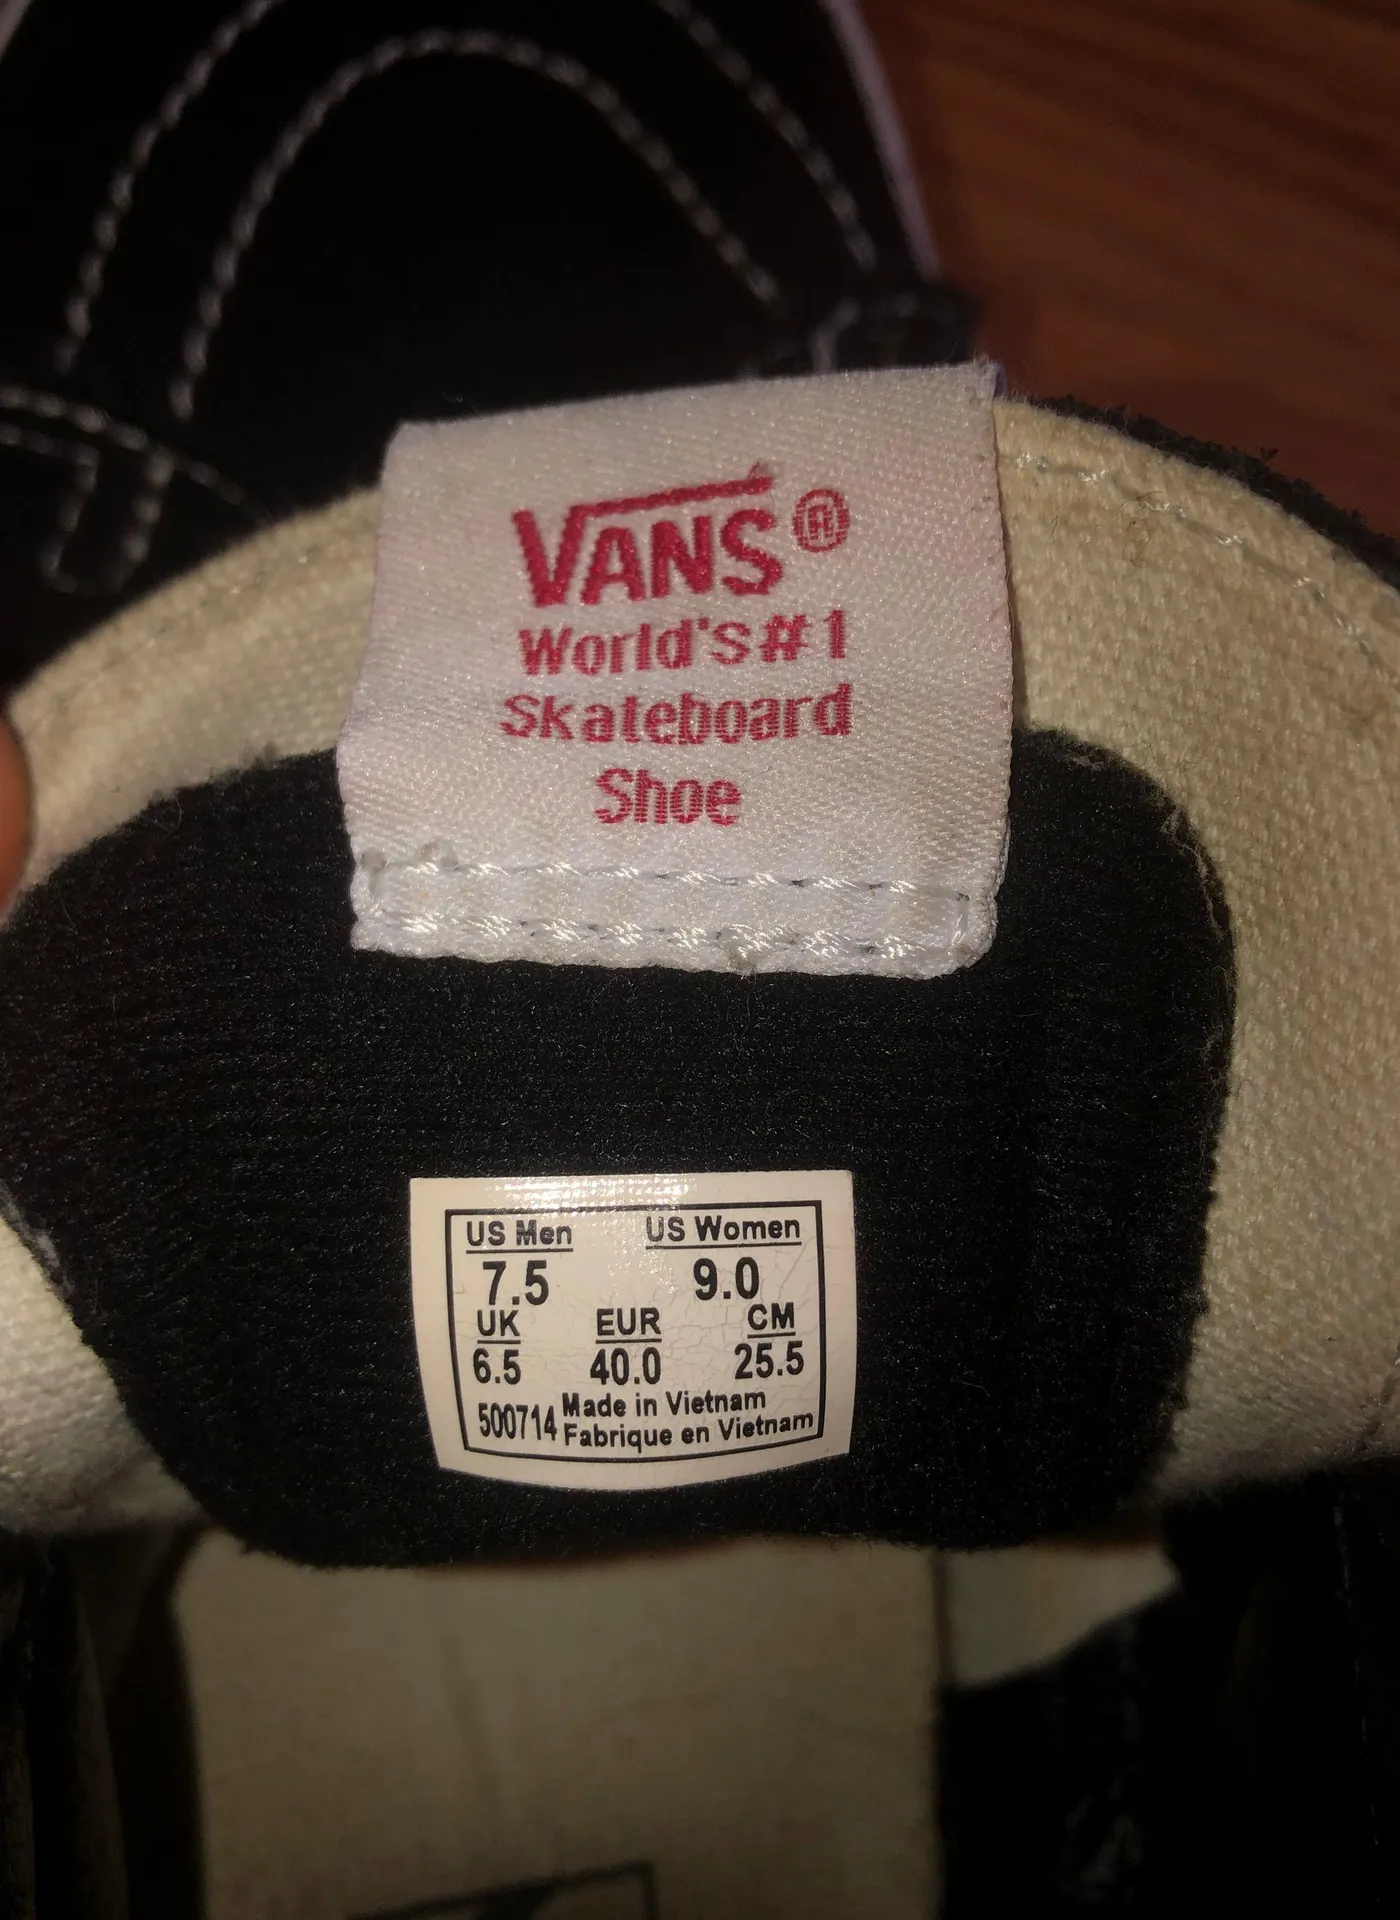 VANS®
World's #1
Skateboard
Shoe
US Men US Women
7.5 9.0
UK EUR CM
6.5 40.0 25.5
500714 Made in Vietnam
Fabrique en Vietnam